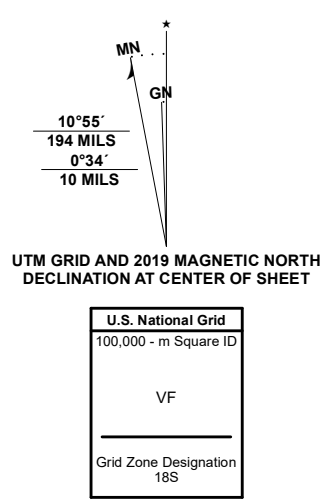 MN
GN
10°55´
194 MILS
0°34´
10 MILS
UTM GRID AND 2019 MAGNETIC NORTH
DECLINATION AT CENTER OF SHEET
U.S. National Grid
100,000 - m Square ID
VF
Grid Zone Designation
18S